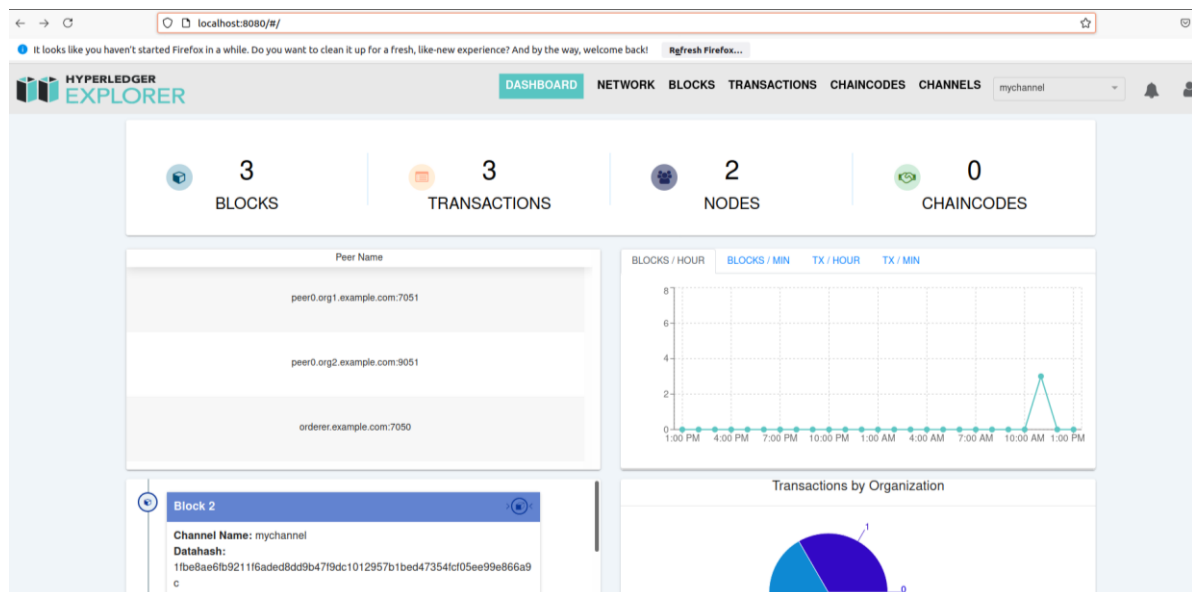 localhost:8080/#/
It looks like you haven't started Firefox in a while. Do you want to clean it up for a fresh, like-new experience? And by the way, welcome back! Refresh Firefox...
HYPERLEDGER
EXPLORER
DASHBOARD NETWORK BLOCKS TRANSACTIONS CHAINCODES CHANNELS mychannel
3
BLOCKS
3
TRANSACTIONS
2
NODES
0
CHAINCODES
Peer Name
peer0.org1.example.com:7051
peer0.org2.example.com:9051
orderer.example.com:7050
BLOCKS / HOUR BLOCKS / MIN TX / HOUR TX / MIN
8
6
4
2
0
1:00 PM 4:00 PM 7:00 PM 10:00 PM 1:00 AM 4:00 AM 7:00 AM 10:00 AM 1:00 PM
Block 2
Channel Name: mychannel
Datahash:
1fbe8ae6fb9211f6aded8dd9b47f9dc1012957b1bed47354fcf05ee99e866a9
c
Transactions by Organization
1
0